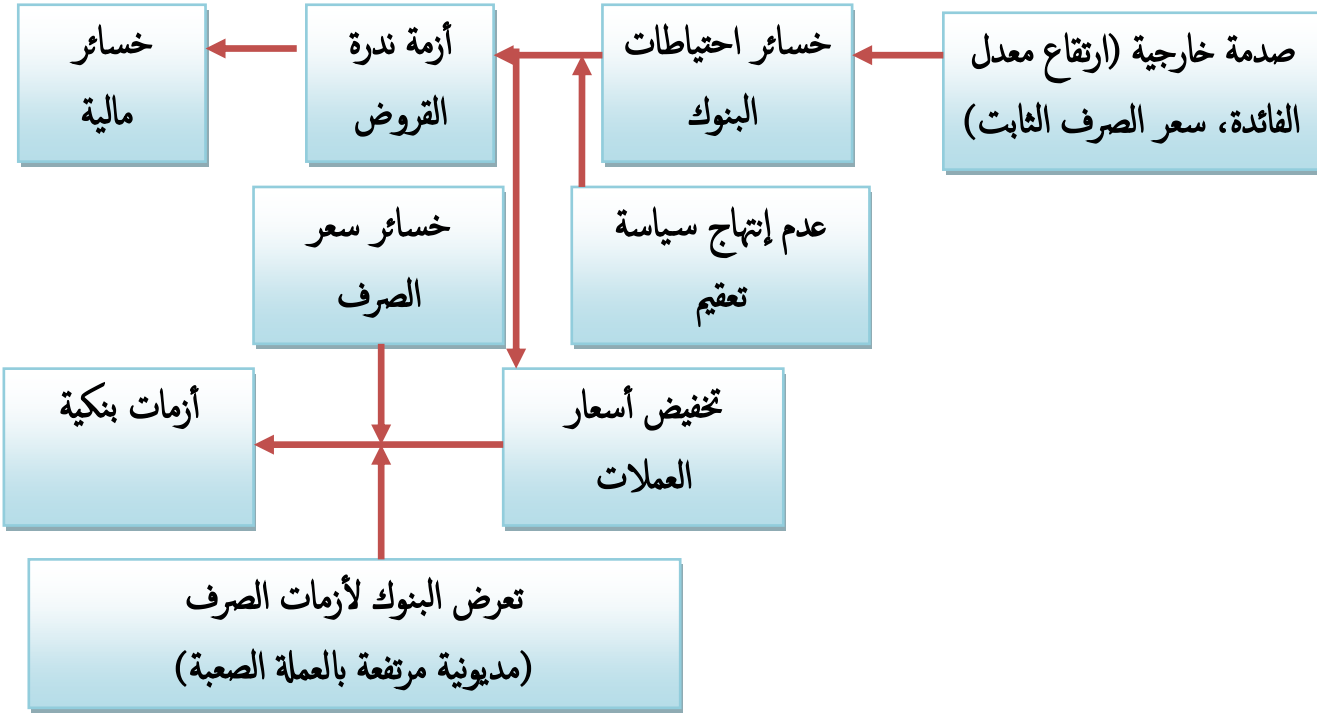 صدمة خارجية (ارتقاع معدل
الفائدة، سعر الصرف الثابت)
خسائر احتياطات
البنوك
أزمة ندرة
القروض
خسائر
مالية
عدم إنتهاج سياسة
تعقيم
خسائر سعر
الصرف
تخفيض أسعار
العملات
أزمات بنكية
تعرض البنوك لأزمات الصرف
(مديونية مرتفعة بالعملة الصعبة)